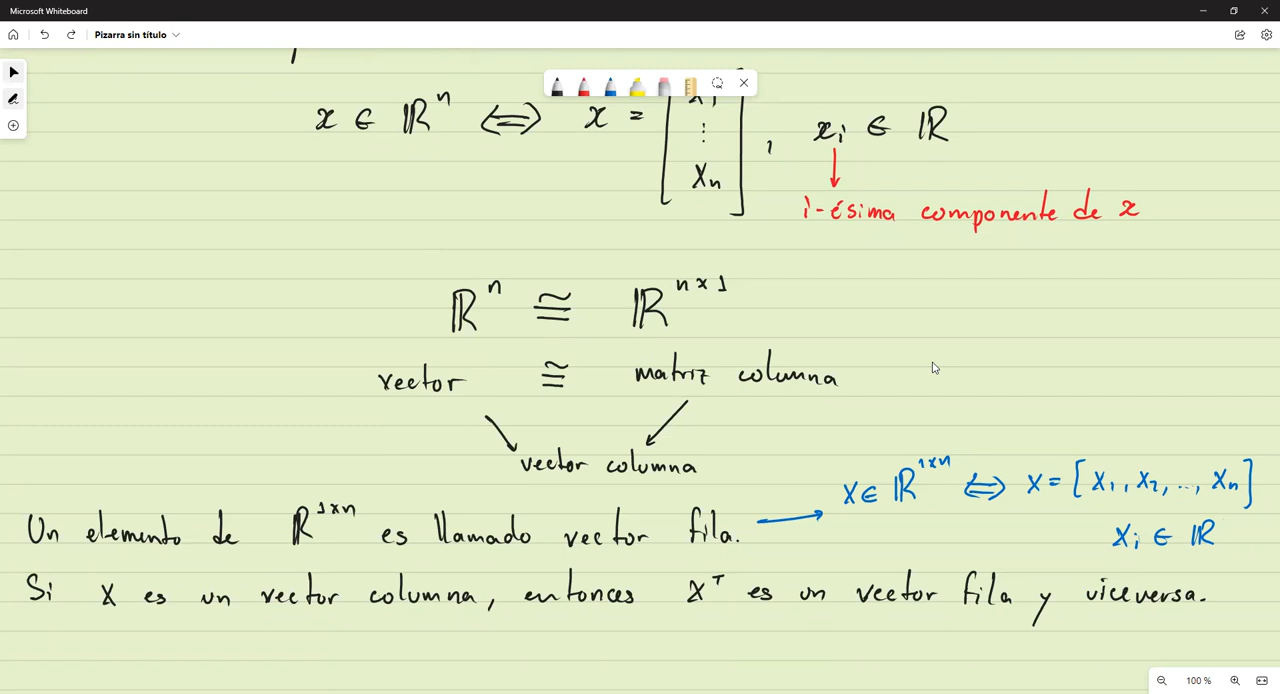 Microsoft Whiteboard
Pizarra sin título
x ∈ ℝⁿ ⟺ x = [x₁ ⋮ xₙ] , xᵢ ∈ ℝ
i-ésima componente de x
ℝⁿ ≅ ℝⁿˣ¹
vector ≅ matriz columna
vector columna
x ∈ ℝ¹ˣⁿ ⟺ x = [x₁, x₂, ..., xₙ]
Un elemento de ℝ¹ˣⁿ es llamado vector fila.
xᵢ ∈ ℝ
Si x es un vector columna, entonces xᵀ es un vector fila y viceversa.
100 %